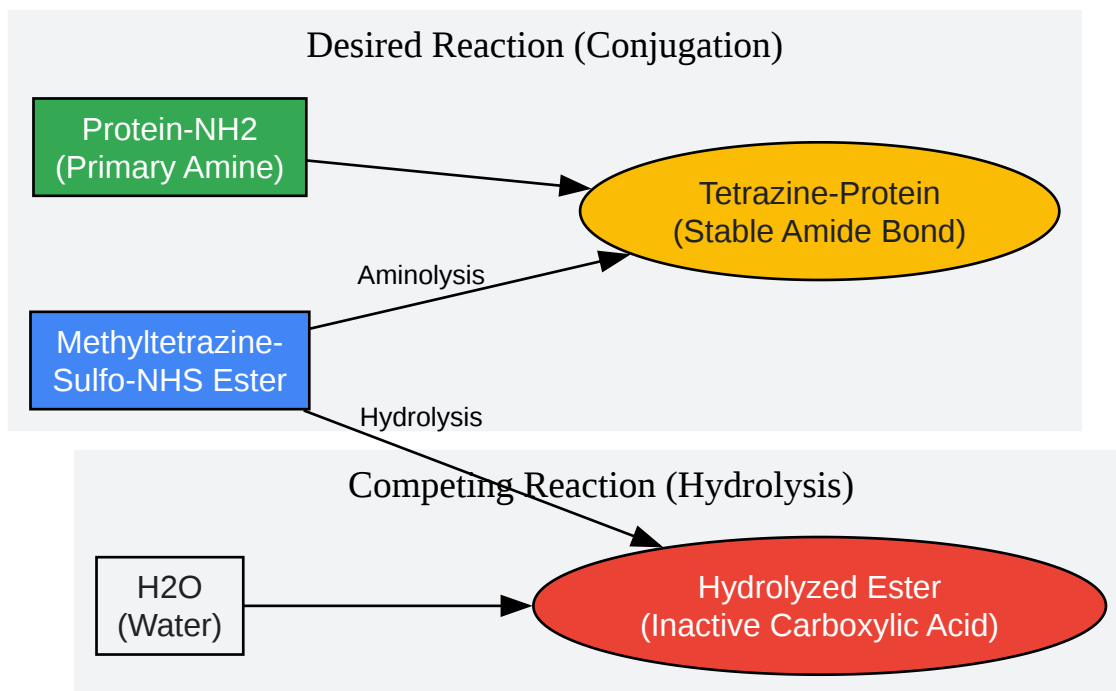 Desired Reaction (Conjugation)
Protein-NH2
(Primary Amine)
Tetrazine-Protein
(Stable Amide Bond)
Aminolysis
Methyltetrazine-
Sulfo-NHS Ester
Hydrolysis
Competing Reaction (Hydrolysis)
H2O
(Water)
Hydrolyzed Ester
(Inactive Carboxylic Acid)